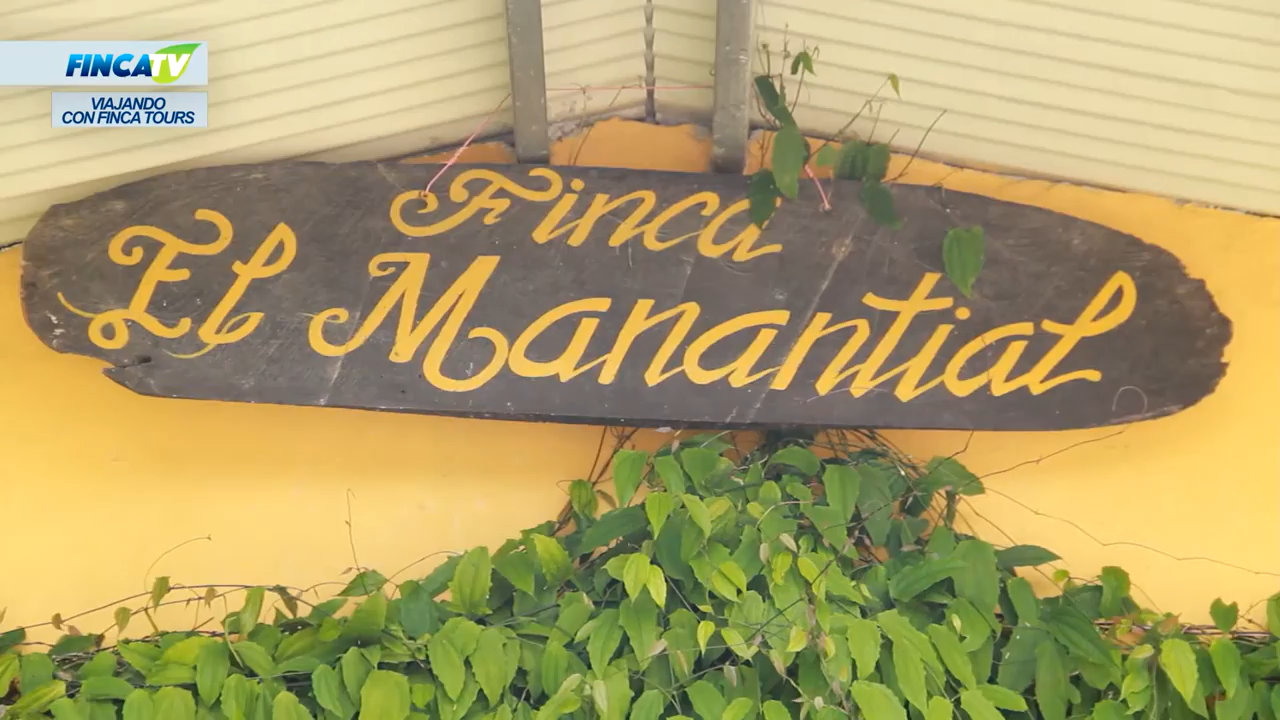 FINCATV
VIAJANDO
CON FINCA TOURS
Finca
El Manantial